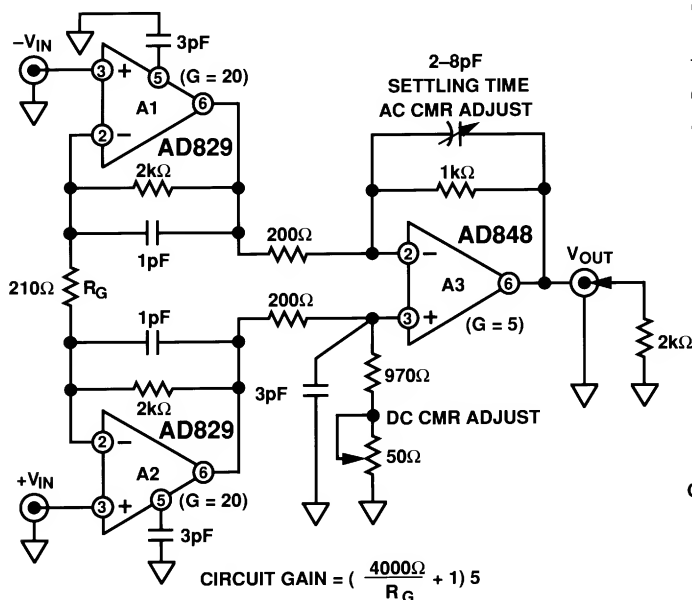 3pF
−VIN
3
+
5
(G = 20)
A1
6
2
−
AD829
2kΩ
1pF
2–8pF
SETTLING TIME
AC CMR ADJUST
1kΩ
200Ω
AD848
2
−
A3
6
VOUT
210Ω
RG
200Ω
3
+
(G = 5)
2kΩ
1pF
3pF
970Ω
2kΩ
DC CMR ADJUST
AD829
2
−
50Ω
A2
6
+VIN
3
+
5
(G = 20)
3pF
CIRCUIT GAIN = ( 4000Ω / RG + 1) 5